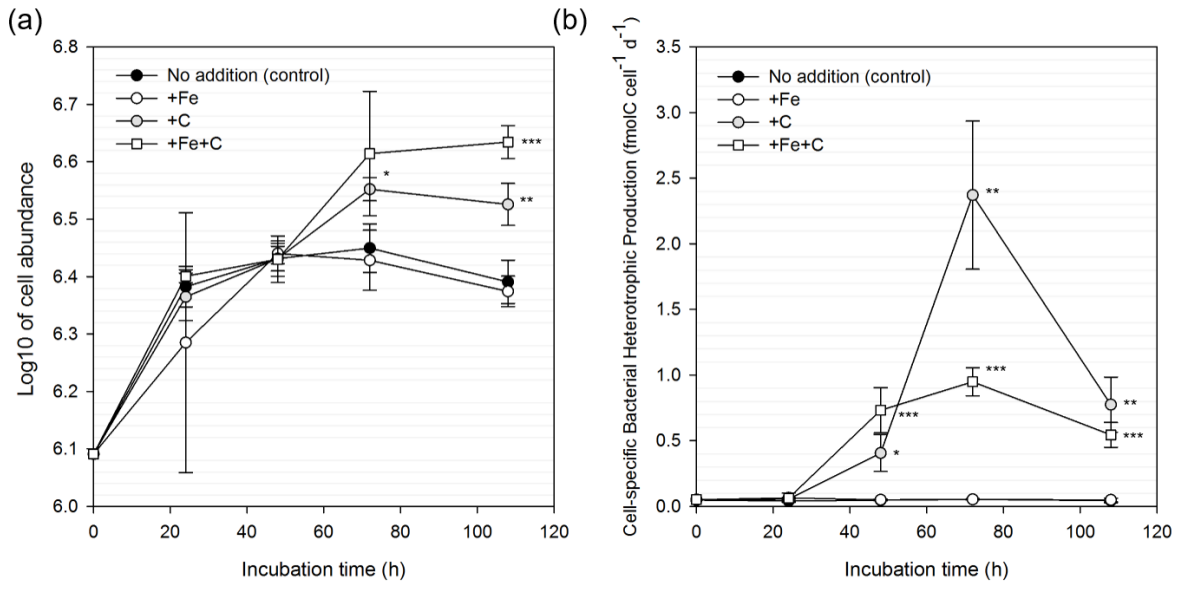 (a)
Log10 of cell abundance
6.8
6.7
6.6
6.5
6.4
6.3
6.2
6.1
6.0
No addition (control)
+Fe
+C
+Fe+C
*
***
**
0 20 40 60 80 100 120
Incubation time (h)
(b)
Cell-specific Bacterial Heterotrophic Production (fmolC cell⁻¹ d⁻¹)
3.5
3.0
2.5
2.0
1.5
1.0
0.5
0.0
No addition (control)
+Fe
+C
+Fe+C
**
***
***
*
**
***
0 20 40 60 80 100 120
Incubation time (h)